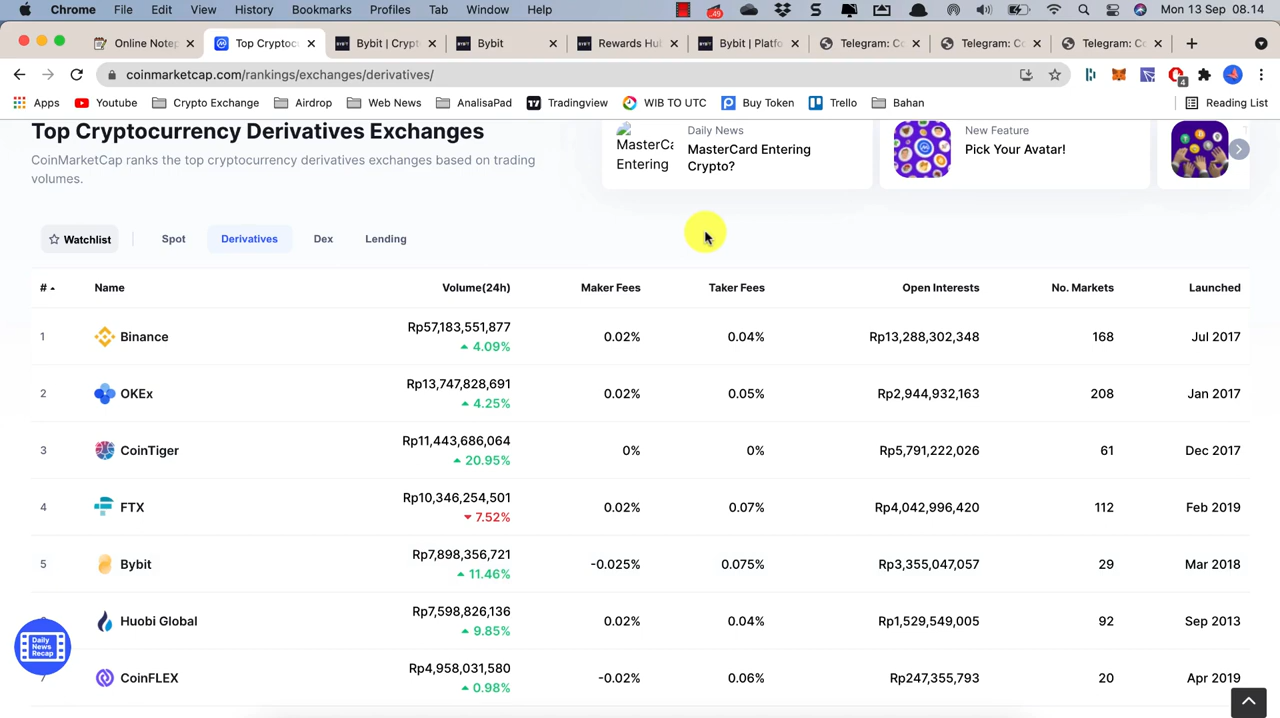 Chrome File Edit View History Bookmarks Profiles Tab Window Help 49 Mon 13 Sep 08.14
Online Notep Top Cryptoc Bybit | Crypt Bybit Rewards Hu Bybit | Platfo Telegram: Co Telegram: Co Telegram: Co
coinmarketcap.com/rankings/exchanges/derivatives/ 4
Apps Youtube Crypto Exchange Airdrop Web News AnalisaPad Tradingview WIB TO UTC Buy Token Trello Bahan Reading List
Top Cryptocurrency Derivatives Exchanges
CoinMarketCap ranks the top cryptocurrency derivatives exchanges based on trading
volumes.
MasterCa
Entering
Daily News
MasterCard Entering
Crypto?
New Feature
Pick Your Avatar!
Watchlist Spot Derivatives Dex Lending
# Name Volume(24h) Maker Fees Taker Fees Open Interests No. Markets Launched
1 Binance Rp57,183,551,877 0.02% 0.04% Rp13,288,302,348 168 Jul 2017
4.09%
2 OKEx Rp13,747,828,691 0.02% 0.05% Rp2,944,932,163 208 Jan 2017
4.25%
3 CoinTiger Rp11,443,686,064 0% 0% Rp5,791,222,026 61 Dec 2017
20.95%
4 FTX Rp10,346,254,501 0.02% 0.07% Rp4,042,996,420 112 Feb 2019
7.52%
5 Bybit Rp7,898,356,721 -0.025% 0.075% Rp3,355,047,057 29 Mar 2018
11.46%
Huobi Global Rp7,598,826,136 0.02% 0.04% Rp1,529,549,005 92 Sep 2013
9.85%
Daily
News
Recap
7 CoinFLEX Rp4,958,031,580 -0.02% 0.06% Rp247,355,793 20 Apr 2019
0.98%